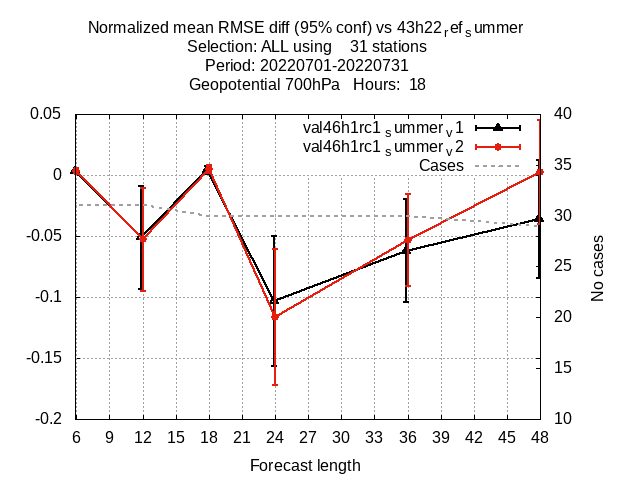 Normalized mean RMSE diff (95% conf) vs 43h22ᵣefₛummer
Selection: ALL using    31 stations
Period: 20220701-20220731
Geopotential 700hPa   Hours:  18
0.05
0
-0.05
-0.1
-0.15
-0.2
val46h1rc1ₛummerᵥ1
val46h1rc1ₛummerᵥ2
Cases
40
35
30
25
20
15
10
No cases
6 9 12 15 18 21 24 27 30 33 36 39 42 45 48
Forecast length